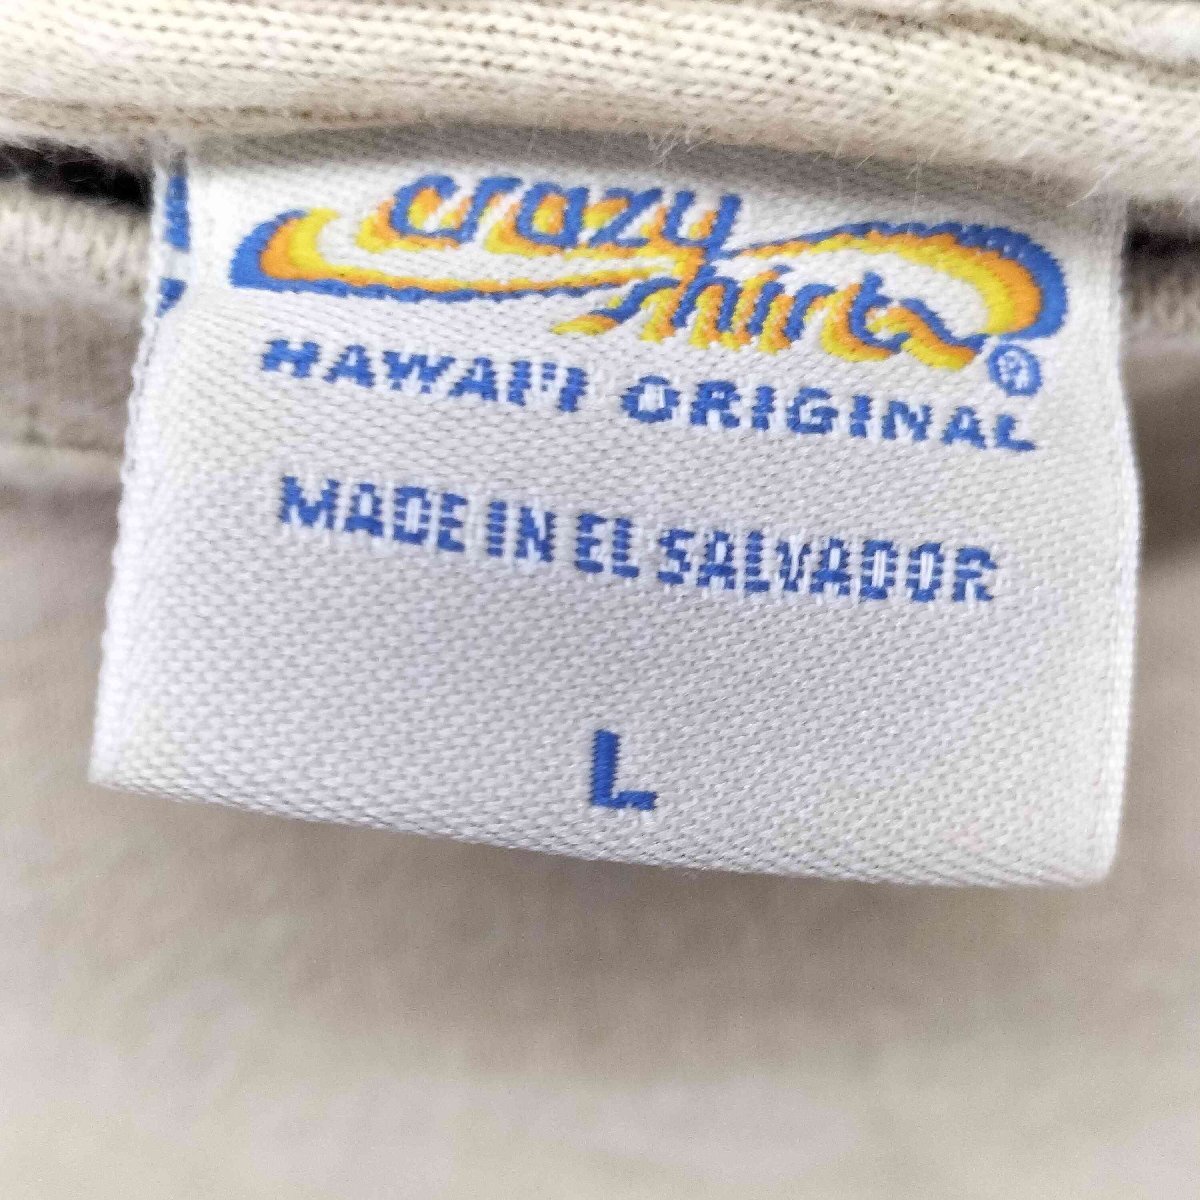 crazy
shirts®
HAWAI'I ORIGINAL
MADE IN EL SALVADOR
L